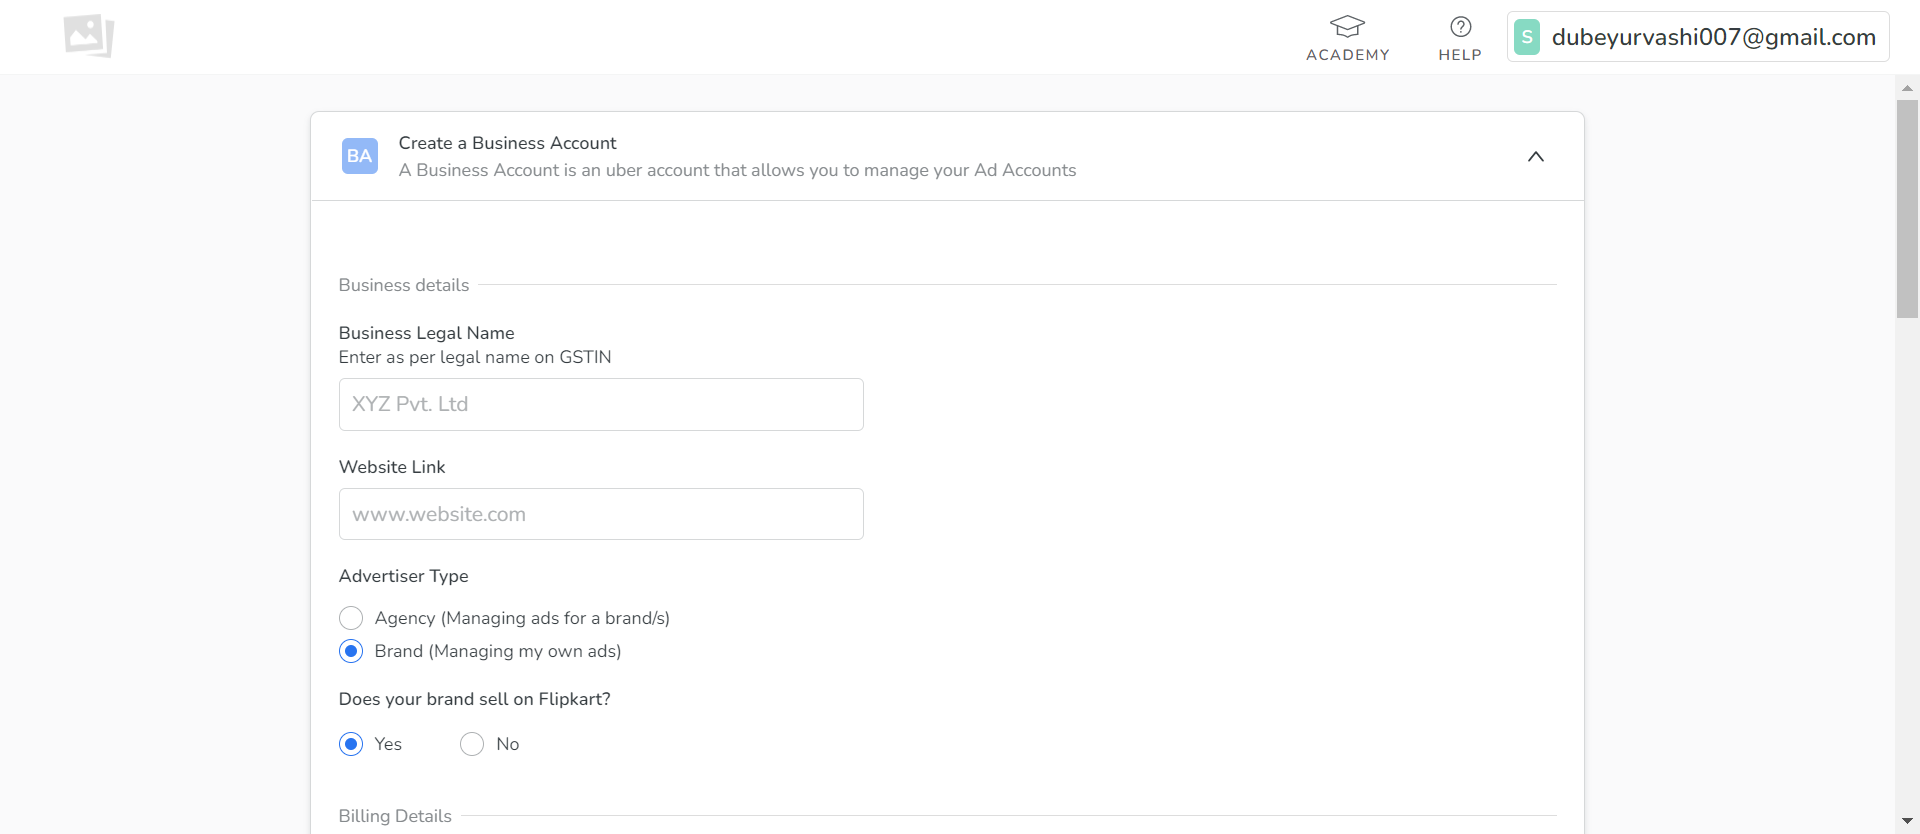 ACADEMY
HELP
S
dubeyurvashi007@gmail.com
BA
Create a Business Account
A Business Account is an uber account that allows you to manage your Ad Accounts
Business details
Business Legal Name
Enter as per legal name on GSTIN
XYZ Pvt. Ltd
Website Link
www.website.com
Advertiser Type
Agency (Managing ads for a brand/s)
Brand (Managing my own ads)
Does your brand sell on Flipkart?
Yes No
Billing Details